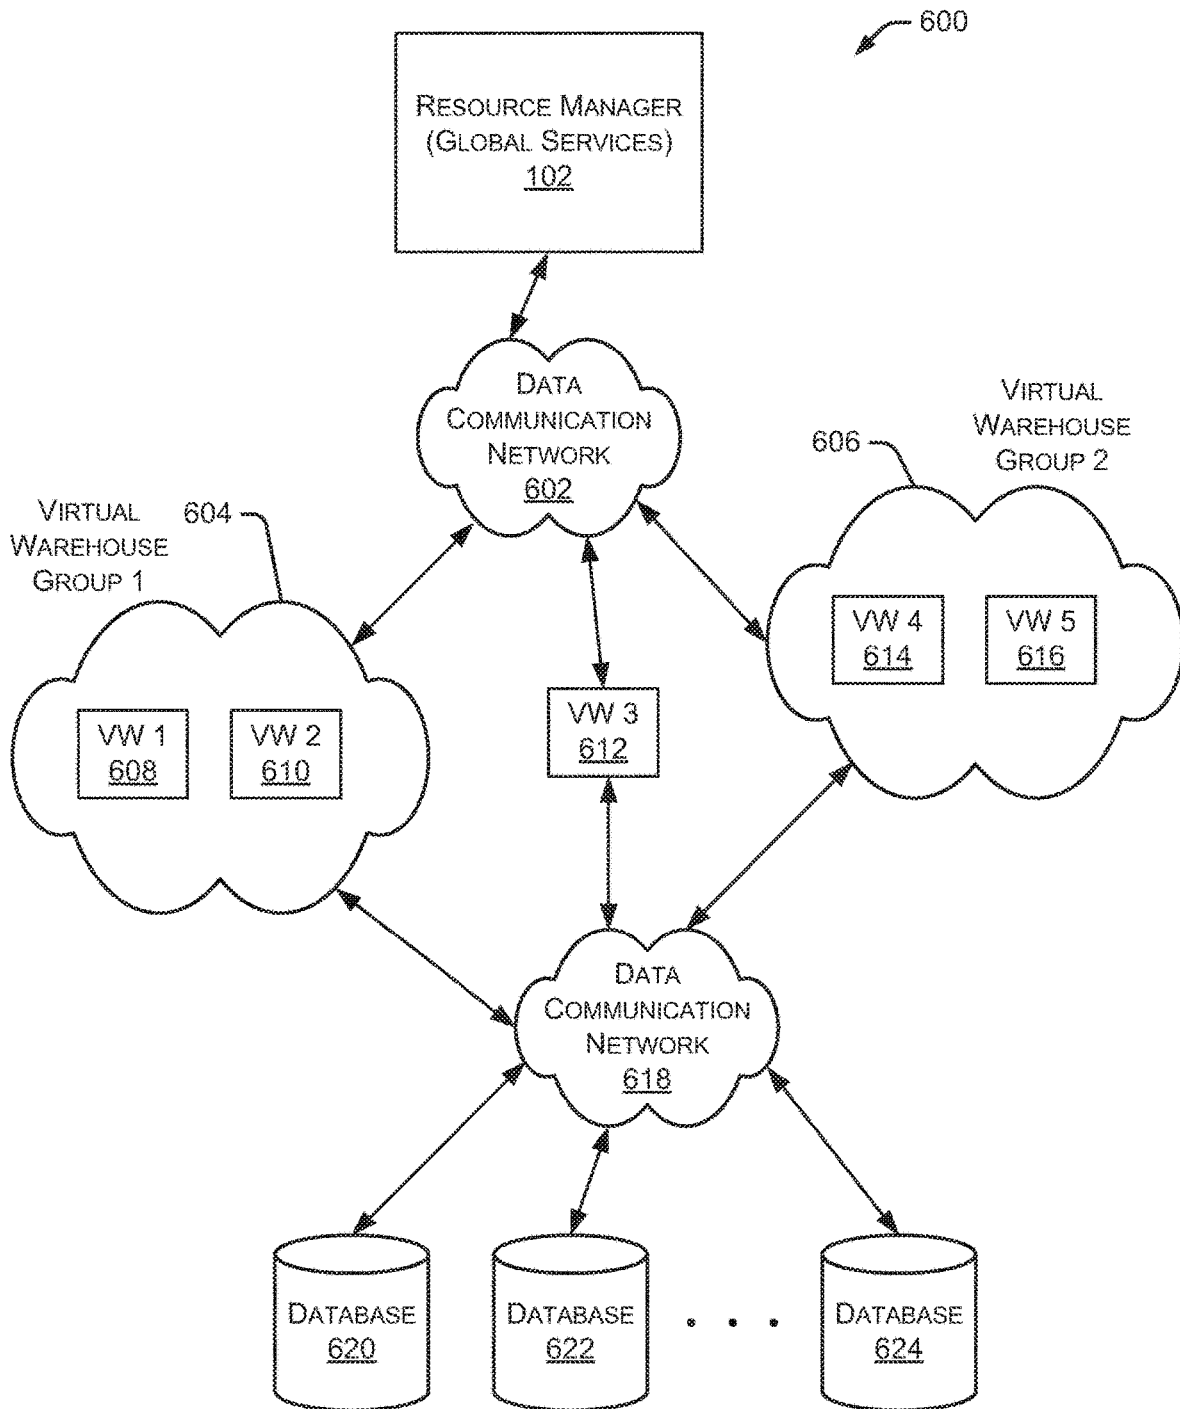 600
RESOURCE MANAGER
(GLOBAL SERVICES)
102
DATA
COMMUNICATION
NETWORK
602
VIRTUAL
WAREHOUSE
GROUP 2
606
VIRTUAL
WAREHOUSE
GROUP 1
604
VW 4
614
VW 5
616
VW 1
608
VW 2
610
VW 3
612
DATA
COMMUNICATION
NETWORK
618
DATABASE
620
DATABASE
622
. . .
DATABASE
624